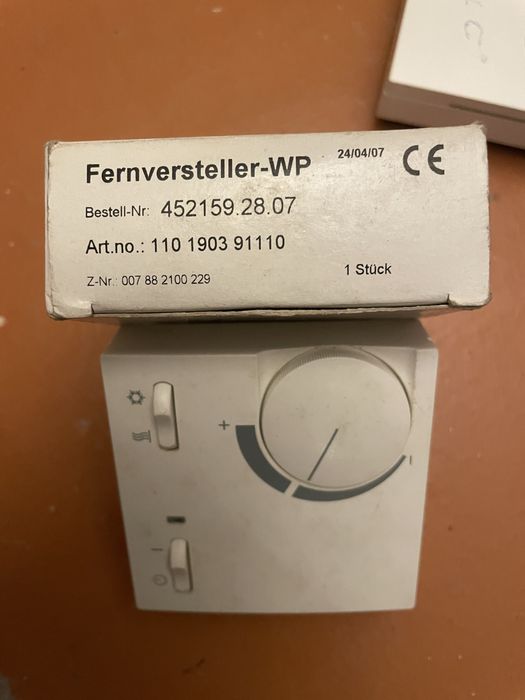 Fernversteller-WP 24/04/07 CE
Bestell-Nr: 452159.28.07
Art.no.: 110 1903 91110
Z-Nr.: 007 88 2100 229 1 Stück
+ -